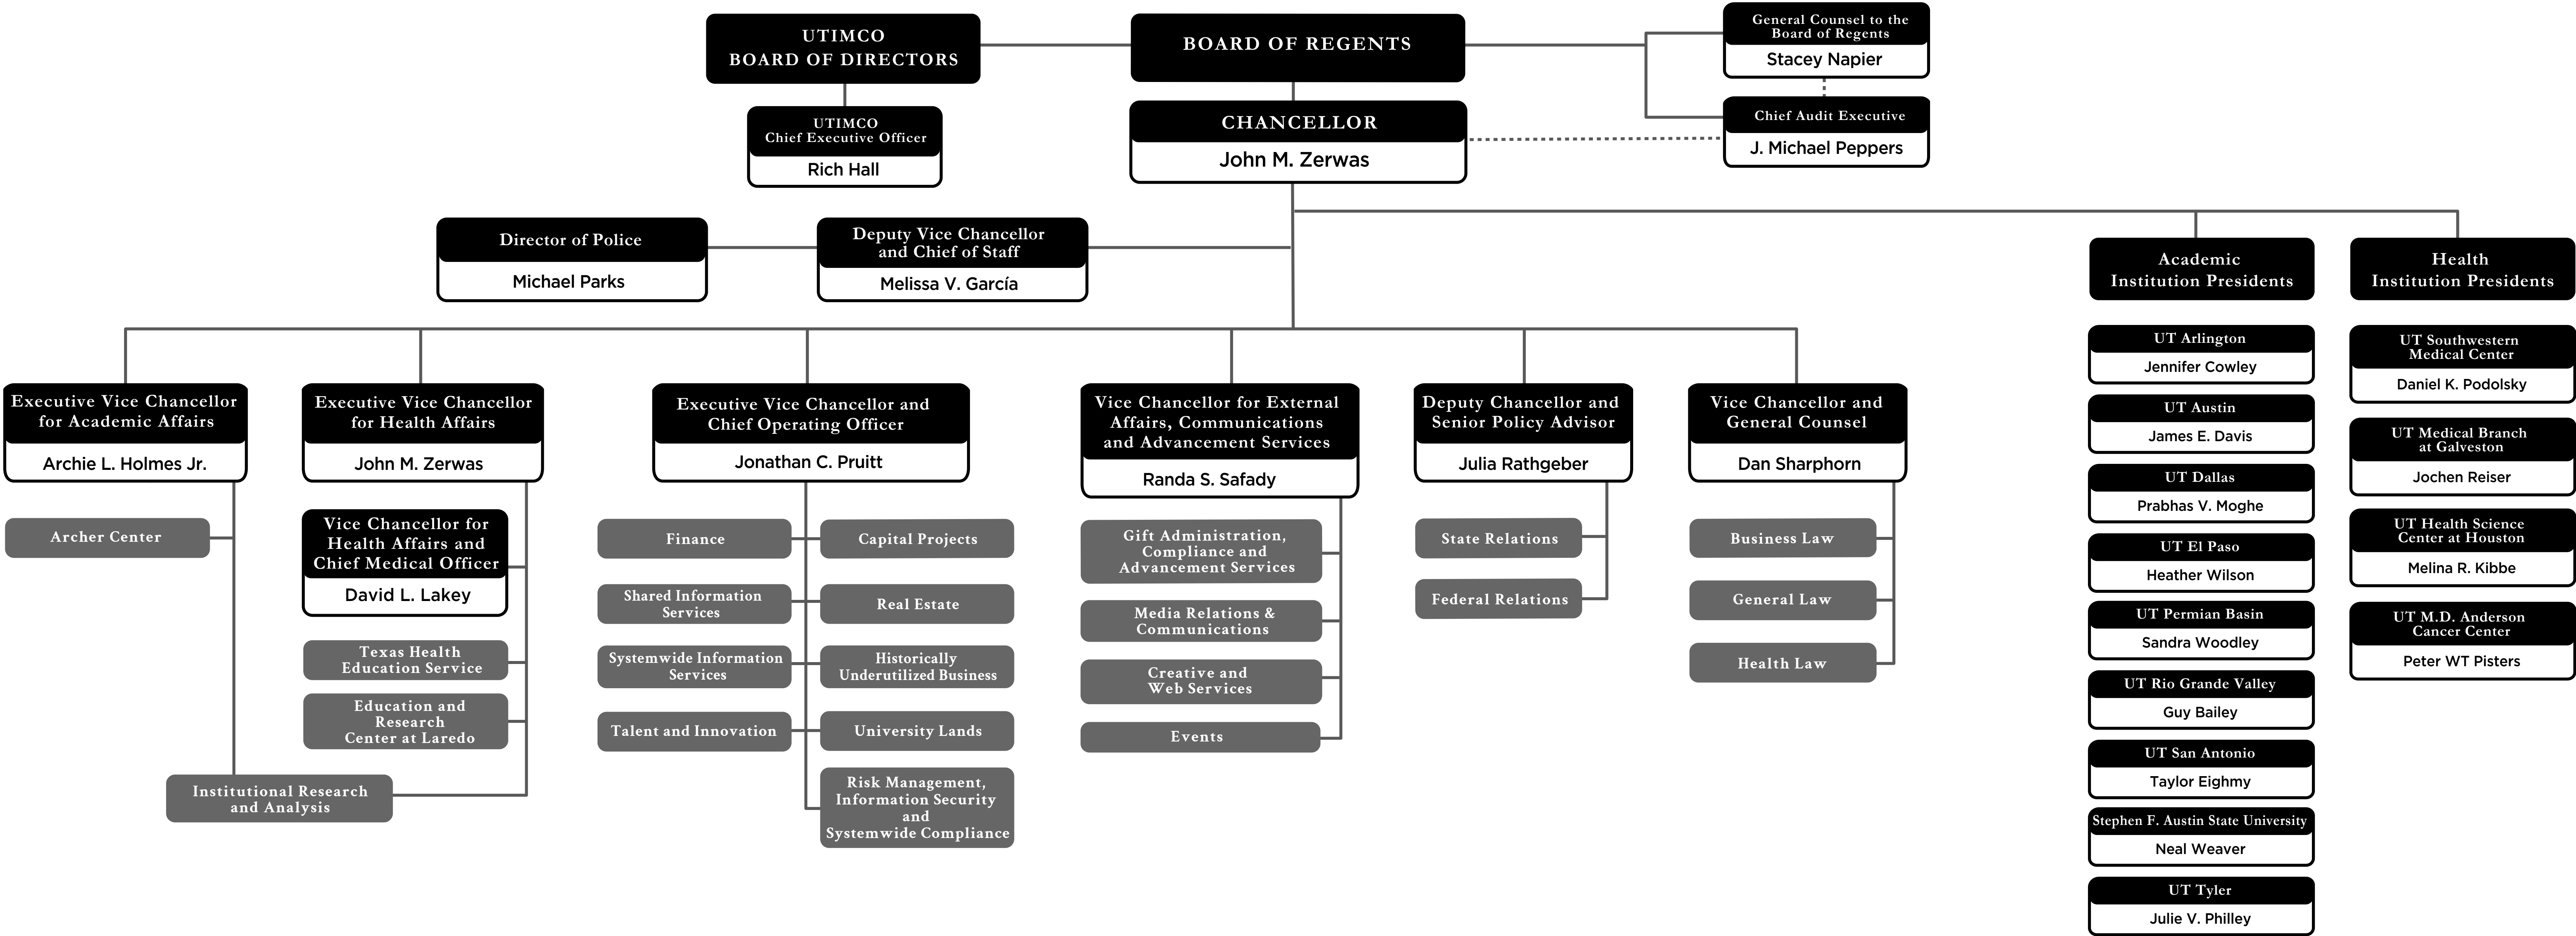 UTIMCO
BOARD OF DIRECTORS
BOARD OF REGENTS
General Counsel to the
Board of Regents
Stacey Napier
UTIMCO
Chief Executive Officer
Rich Hall
CHANCELLOR
John M. Zerwas
Chief Audit Executive
J. Michael Peppers
Director of Police
Michael Parks
Deputy Vice Chancellor
and Chief of Staff
Melissa V. García
Academic
Institution Presidents
Health
Institution Presidents
Executive Vice Chancellor
for Academic Affairs
Archie L. Holmes Jr.
Archer Center
Executive Vice Chancellor
for Health Affairs
John M. Zerwas
Vice Chancellor for
Health Affairs and
Chief Medical Officer
David L. Lakey
Texas Health
Education Service
Education and
Research
Center at Laredo
Institutional Research
and Analysis
Executive Vice Chancellor and
Chief Operating Officer
Jonathan C. Pruitt
Finance
Capital Projects
Shared Information
Services
Real Estate
Systemwide Information
Services
Historically
Underutilized Business
Talent and Innovation
University Lands
Risk Management,
Information Security
and
Systemwide Compliance
Vice Chancellor for External
Affairs, Communications
and Advancement Services
Randa S. Safady
Gift Administration,
Compliance and
Advancement Services
Media Relations &
Communications
Creative and
Web Services
Events
Deputy Chancellor and
Senior Policy Advisor
Julia Rathgeber
State Relations
Federal Relations
Vice Chancellor and
General Counsel
Dan Sharphorn
Business Law
General Law
Health Law
UT Arlington
Jennifer Cowley
UT Austin
James E. Davis
UT Dallas
Prabhas V. Moghe
UT El Paso
Heather Wilson
UT Permian Basin
Sandra Woodley
UT Rio Grande Valley
Guy Bailey
UT San Antonio
Taylor Eighmy
Stephen F. Austin State University
Neal Weaver
UT Tyler
Julie V. Philley
UT Southwestern
Medical Center
Daniel K. Podolsky
UT Medical Branch
at Galveston
Jochen Reiser
UT Health Science
Center at Houston
Melina R. Kibbe
UT M.D. Anderson
Cancer Center
Peter WT Pisters